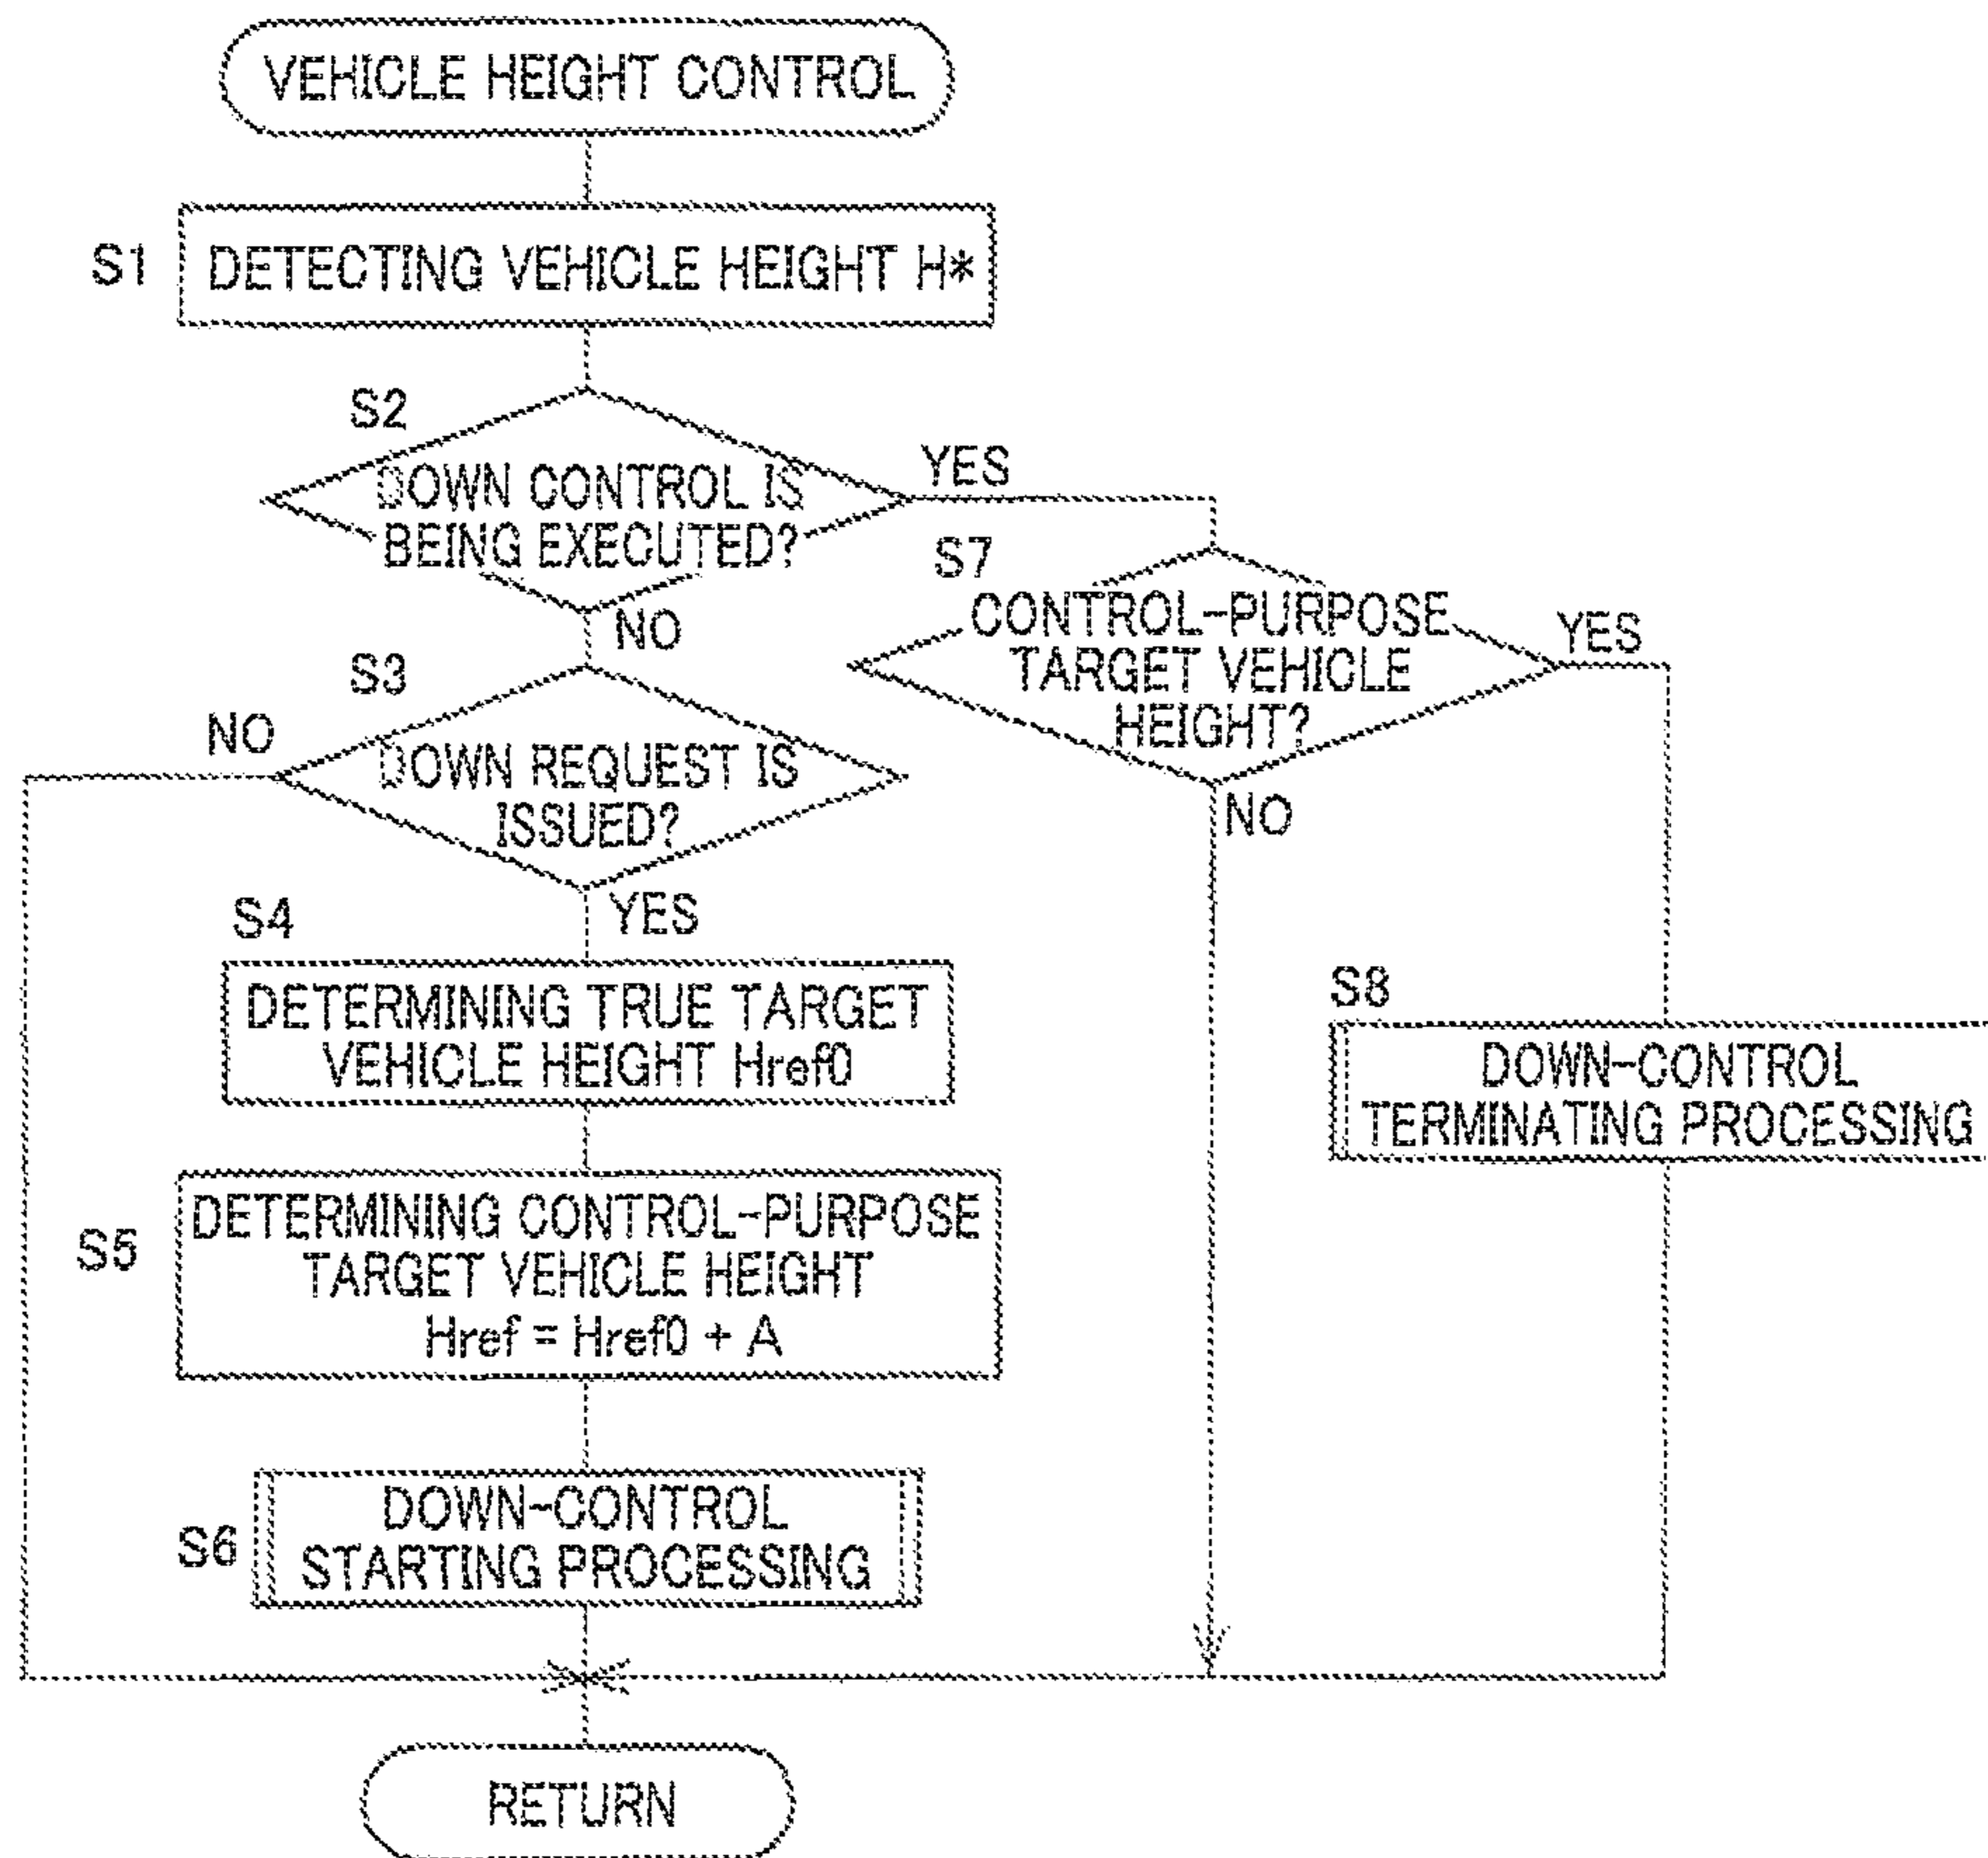 VEHICLE HEIGHT CONTROL
S1
DETECTING VEHICLE HEIGHT H*
S2
DOWN CONTROL IS
BEING EXECUTED?
YES
NO
S3
DOWN REQUEST IS
ISSUED?
NO
YES
S4
DETERMINING TRUE TARGET
VEHICLE HEIGHT Href0
S5
DETERMINING CONTROL-PURPOSE
TARGET VEHICLE HEIGHT
Href = Href0 + A
S6
DOWN-CONTROL
STARTING PROCESSING
S7
CONTROL-PURPOSE
TARGET VEHICLE
HEIGHT?
YES
NO
S8
DOWN-CONTROL
TERMINATING PROCESSING
RETURN